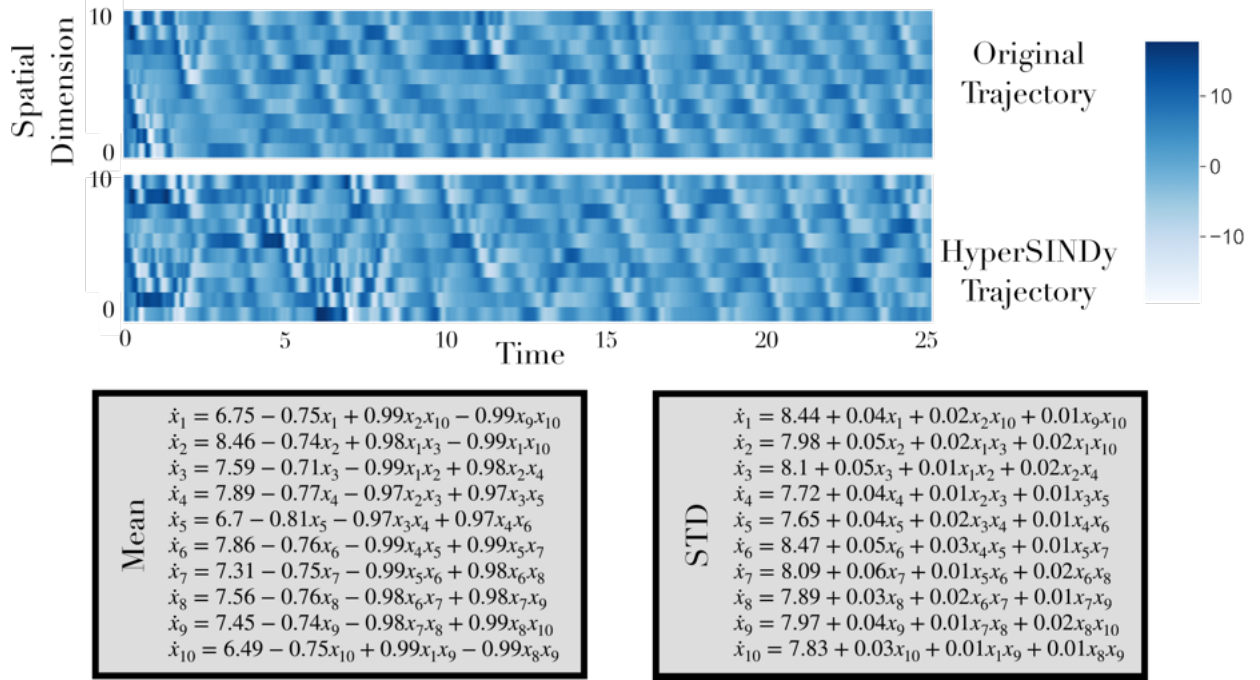 10
Spatial
Dimension
0
Original
Trajectory
10
0
−10
10
0
HyperSINDy
Trajectory
0 5 10 15 20 25
Time
Mean
ẋ₁ = 6.75 − 0.75x₁ + 0.99x₂x₁₀ − 0.99x₉x₁₀
ẋ₂ = 8.46 − 0.74x₂ + 0.98x₁x₃ − 0.99x₁x₁₀
ẋ₃ = 7.59 − 0.71x₃ − 0.99x₁x₂ + 0.98x₂x₄
ẋ₄ = 7.89 − 0.77x₄ − 0.97x₂x₃ + 0.97x₃x₅
ẋ₅ = 6.7 − 0.81x₅ − 0.97x₃x₄ + 0.97x₄x₆
ẋ₆ = 7.86 − 0.76x₆ − 0.99x₄x₅ + 0.99x₅x₇
ẋ₇ = 7.31 − 0.75x₇ − 0.99x₅x₆ + 0.98x₆x₈
ẋ₈ = 7.56 − 0.76x₈ − 0.98x₆x₇ + 0.98x₇x₉
ẋ₉ = 7.45 − 0.74x₉ − 0.98x₇x₈ + 0.99x₈x₁₀
ẋ₁₀ = 6.49 − 0.75x₁₀ + 0.99x₁x₉ − 0.99x₈x₉
STD
ẋ₁ = 8.44 + 0.04x₁ + 0.02x₂x₁₀ + 0.01x₉x₁₀
ẋ₂ = 7.98 + 0.05x₂ + 0.02x₁x₃ + 0.02x₁x₁₀
ẋ₃ = 8.1 + 0.05x₃ + 0.01x₁x₂ + 0.02x₂x₄
ẋ₄ = 7.72 + 0.04x₄ + 0.01x₂x₃ + 0.01x₃x₅
ẋ₅ = 7.65 + 0.04x₅ + 0.02x₃x₄ + 0.01x₄x₆
ẋ₆ = 8.47 + 0.05x₆ + 0.03x₄x₅ + 0.01x₅x₇
ẋ₇ = 8.09 + 0.06x₇ + 0.01x₅x₆ + 0.02x₆x₈
ẋ₈ = 7.89 + 0.03x₈ + 0.02x₆x₇ + 0.01x₇x₉
ẋ₉ = 7.97 + 0.04x₉ + 0.01x₇x₈ + 0.02x₈x₁₀
ẋ₁₀ = 7.83 + 0.03x₁₀ + 0.01x₁x₉ + 0.01x₈x₉